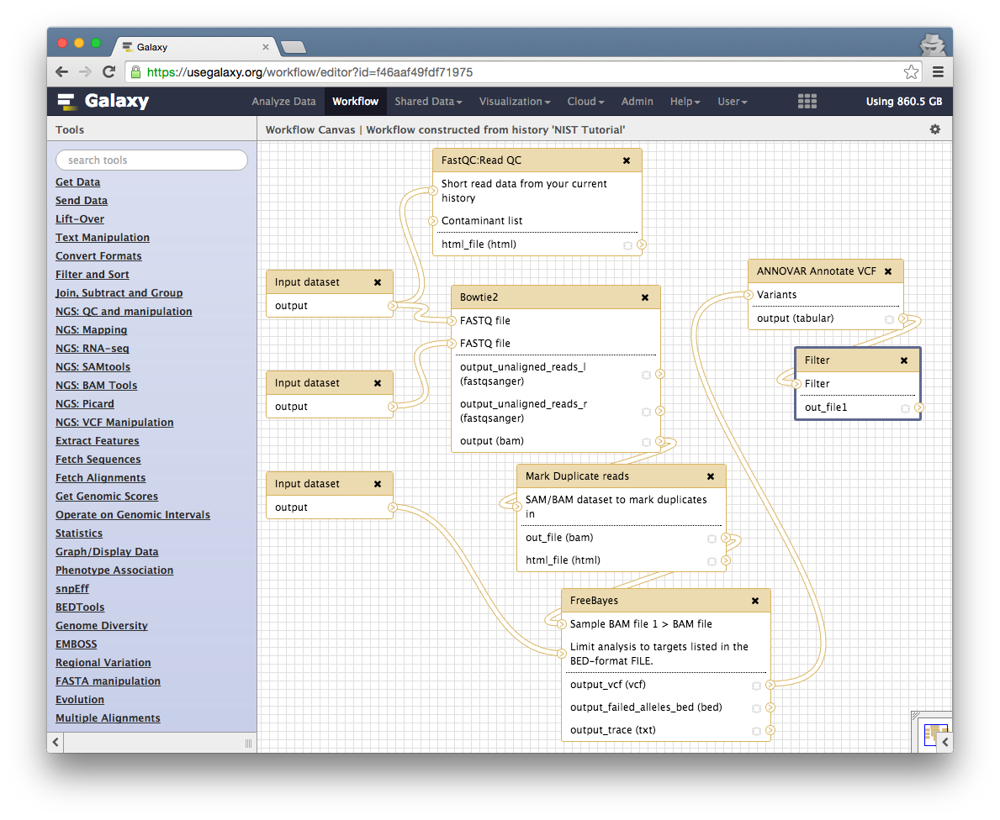 Galaxy
https://usegalaxy.org/workflow/editor?id=f46aaf49fdf71975
Galaxy
Analyze Data
Workflow
Shared Data
Visualization
Cloud
Admin
Help
User
Using 860.5 GB
Tools
search tools
Get Data
Send Data
Lift-Over
Text Manipulation
Convert Formats
Filter and Sort
Join, Subtract and Group
NGS: QC and manipulation
NGS: Mapping
NGS: RNA-seq
NGS: SAMtools
NGS: BAM Tools
NGS: Picard
NGS: VCF Manipulation
Extract Features
Fetch Sequences
Fetch Alignments
Get Genomic Scores
Operate on Genomic Intervals
Statistics
Graph/Display Data
Phenotype Association
snpEff
BEDTools
Genome Diversity
EMBOSS
Regional Variation
FASTA manipulation
Evolution
Multiple Alignments
Workflow Canvas | Workflow constructed from history 'NIST Tutorial'
FastQC:Read QC
Short read data from your current
history
Contaminant list
html_file (html)
Input dataset
output
Input dataset
output
Input dataset
output
Bowtie2
FASTQ file
FASTQ file
output_unaligned_reads_l
(fastqsanger)
output_unaligned_reads_r
(fastqsanger)
output (bam)
Mark Duplicate reads
SAM/BAM dataset to mark duplicates
in
out_file (bam)
html_file (html)
FreeBayes
Sample BAM file 1 > BAM file
Limit analysis to targets listed in the
BED-format FILE.
output_vcf (vcf)
output_failed_alleles_bed (bed)
output_trace (txt)
ANNOVAR Annotate VCF
Variants
output (tabular)
Filter
Filter
out_file1